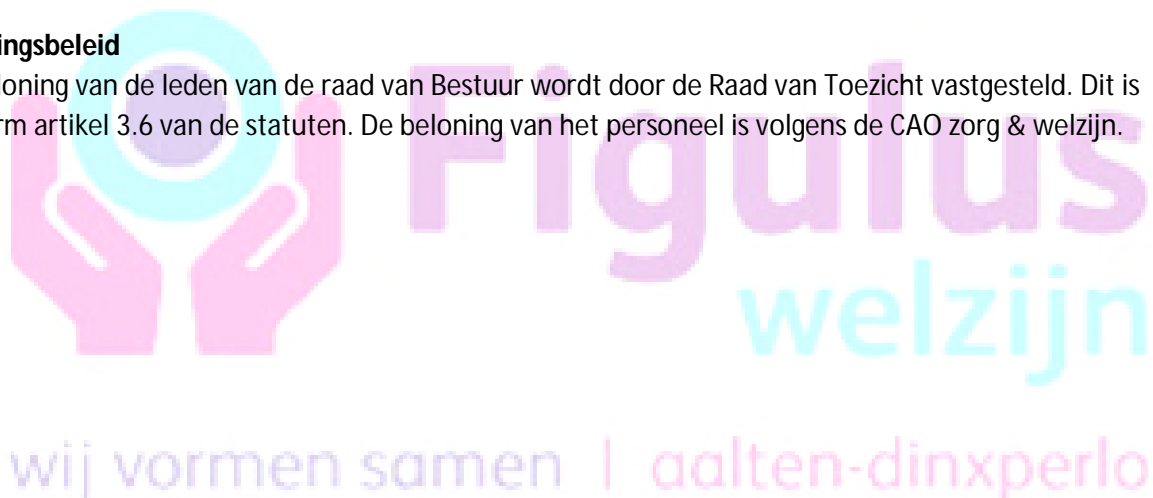 ingsbeleid
loning van de leden van de raad van Bestuur wordt door de Raad van Toezicht vastgesteld. Dit is
rm artikel 3.6 van de statuten. De beloning van het personeel is volgens de CAO zorg & welzijn.
Figulus
welzijn
wij vormen samen | aalten-dinxperlo